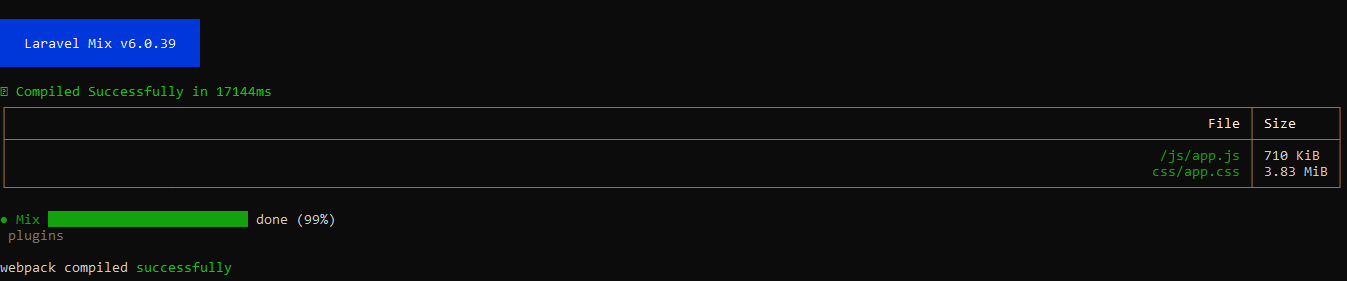 Laravel Mix v6.0.39
Compiled Successfully in 17144ms
File Size
/js/app.js 710 KiB
css/app.css 3.83 MiB
● Mix done (99%)
plugins
webpack compiled successfully